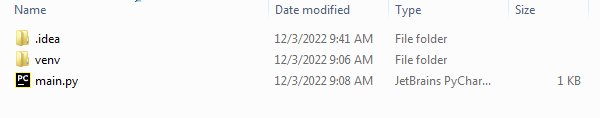 Name Date modified Type Size
.idea 12/3/2022 9:41 AM File folder
venv 12/3/2022 9:06 AM File folder
PC main.py 12/3/2022 9:08 AM JetBrains PyChar... 1 KB